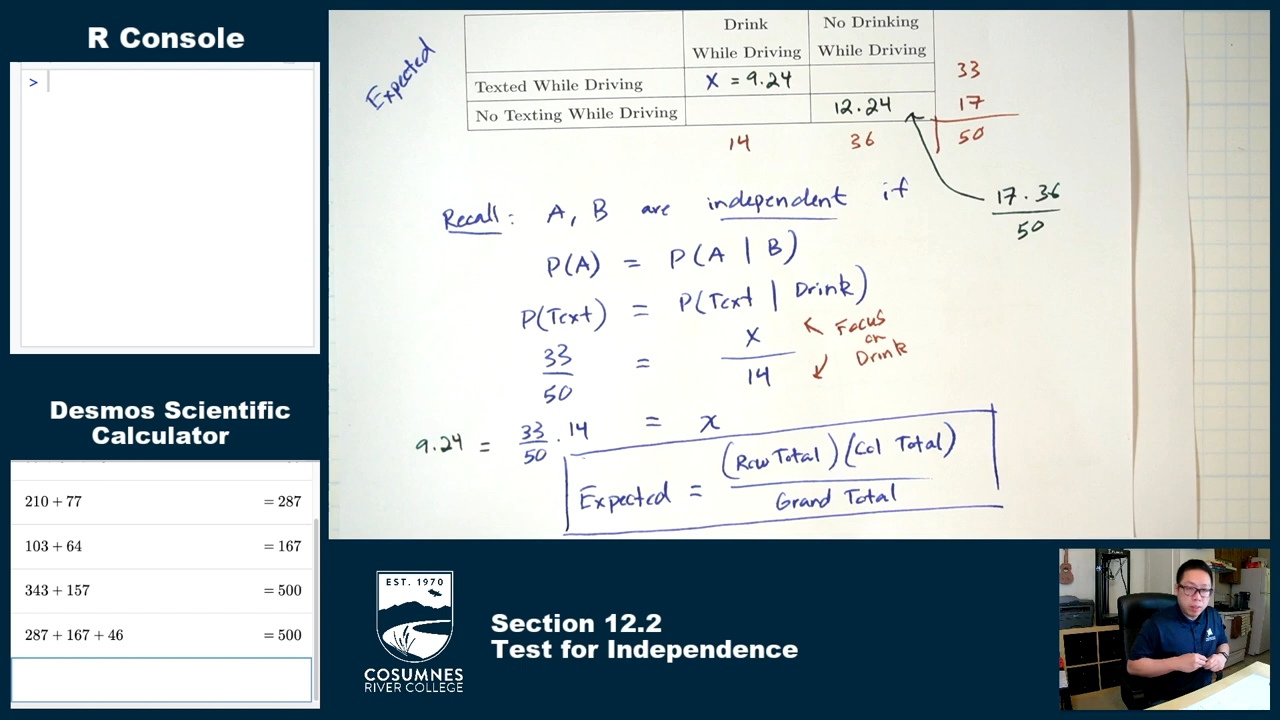 R Console
>
Desmos Scientific
Calculator
210 + 77 = 287
103 + 64 = 167
343 + 157 = 500
287 + 167 + 46 = 500
Expected
Drink
While Driving
No Drinking
While Driving
Texted While Driving x = 9.24 33
No Texting While Driving 12.24 17
14 36 50
17 · 36
50
Recall: A, B are independent if
P(A) = P(A | B)
P(Text) = P(Text | Drink)
33 = x
50 14
Focus
on
Drink
9.24 = 33/50 · 14 = x
Expected = (Row Total)(Col Total)
Grand Total
EST. 1970
COSUMNES
RIVER COLLEGE
Section 12.2
Test for Independence